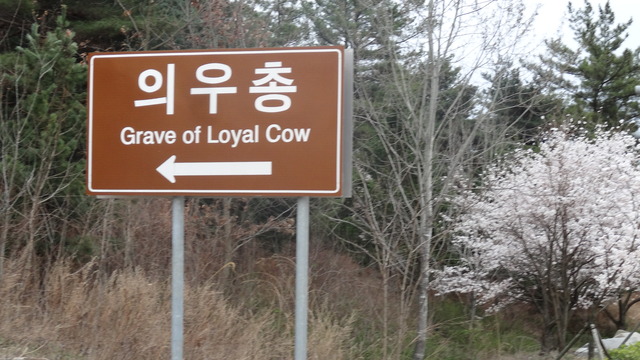 의우총
Grave of Loyal Cow